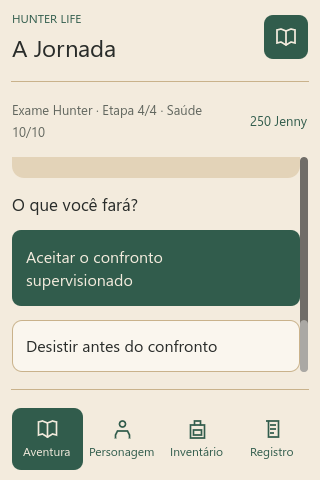 HUNTER LIFE
A Jornada
Exame Hunter · Etapa 4/4 · Saúde
10/10
250 Jenny
O que você fará?
Aceitar o confronto
supervisionado
Desistir antes do confronto
Aventura
Personagem
Inventário
Registro